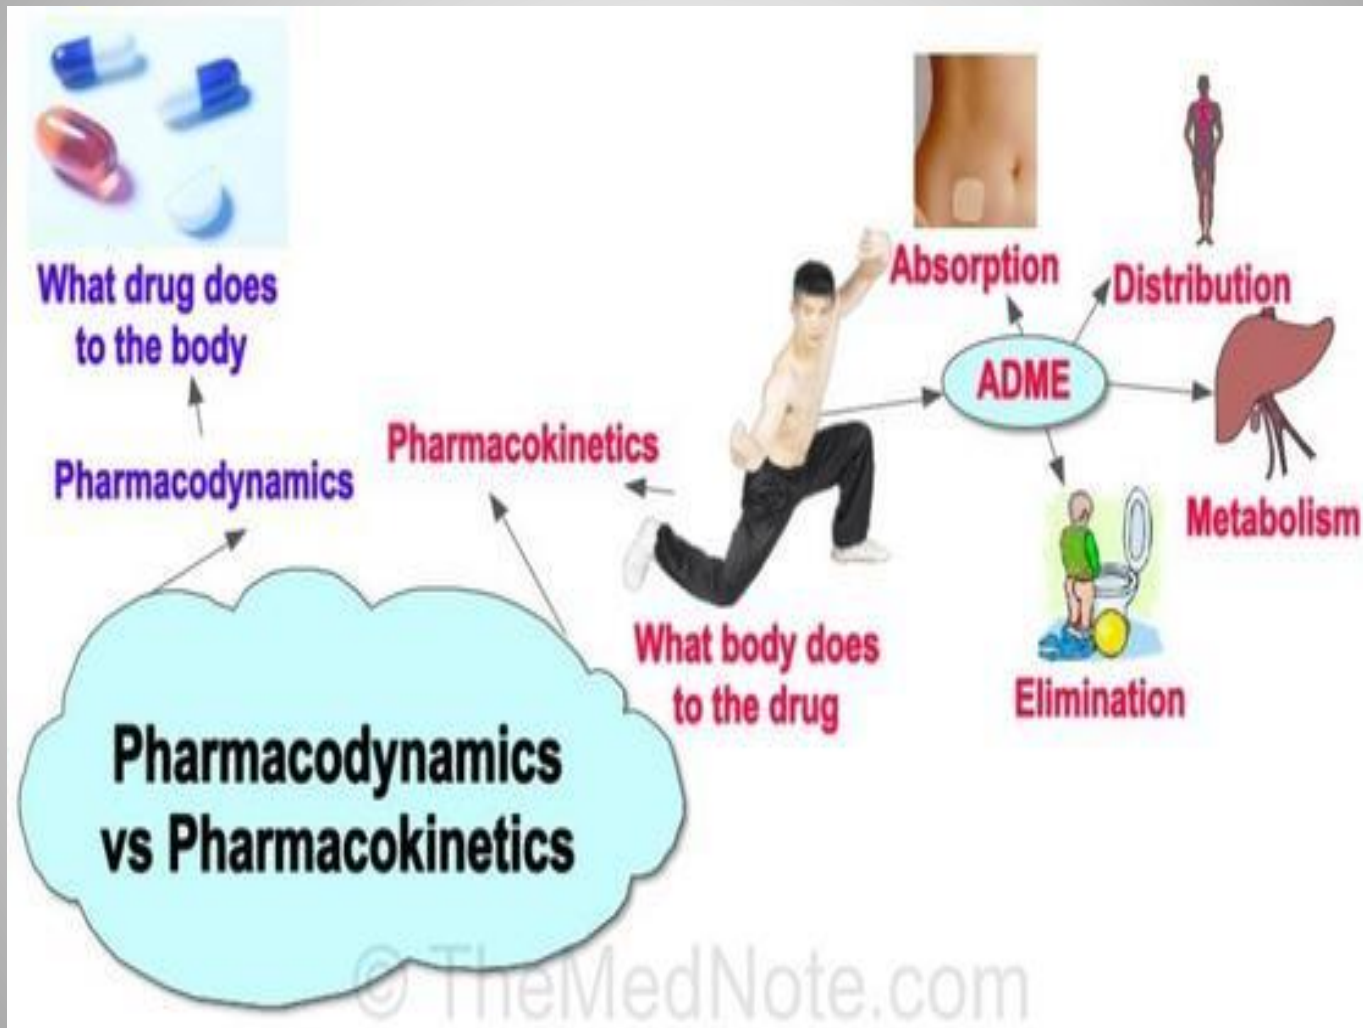 What drug does
to the body
Pharmacodynamics
Pharmacokinetics
Absorption
Distribution
ADME
Metabolism
Elimination
What body does
to the drug
Pharmacodynamics
vs Pharmacokinetics
© TheMedNote.com